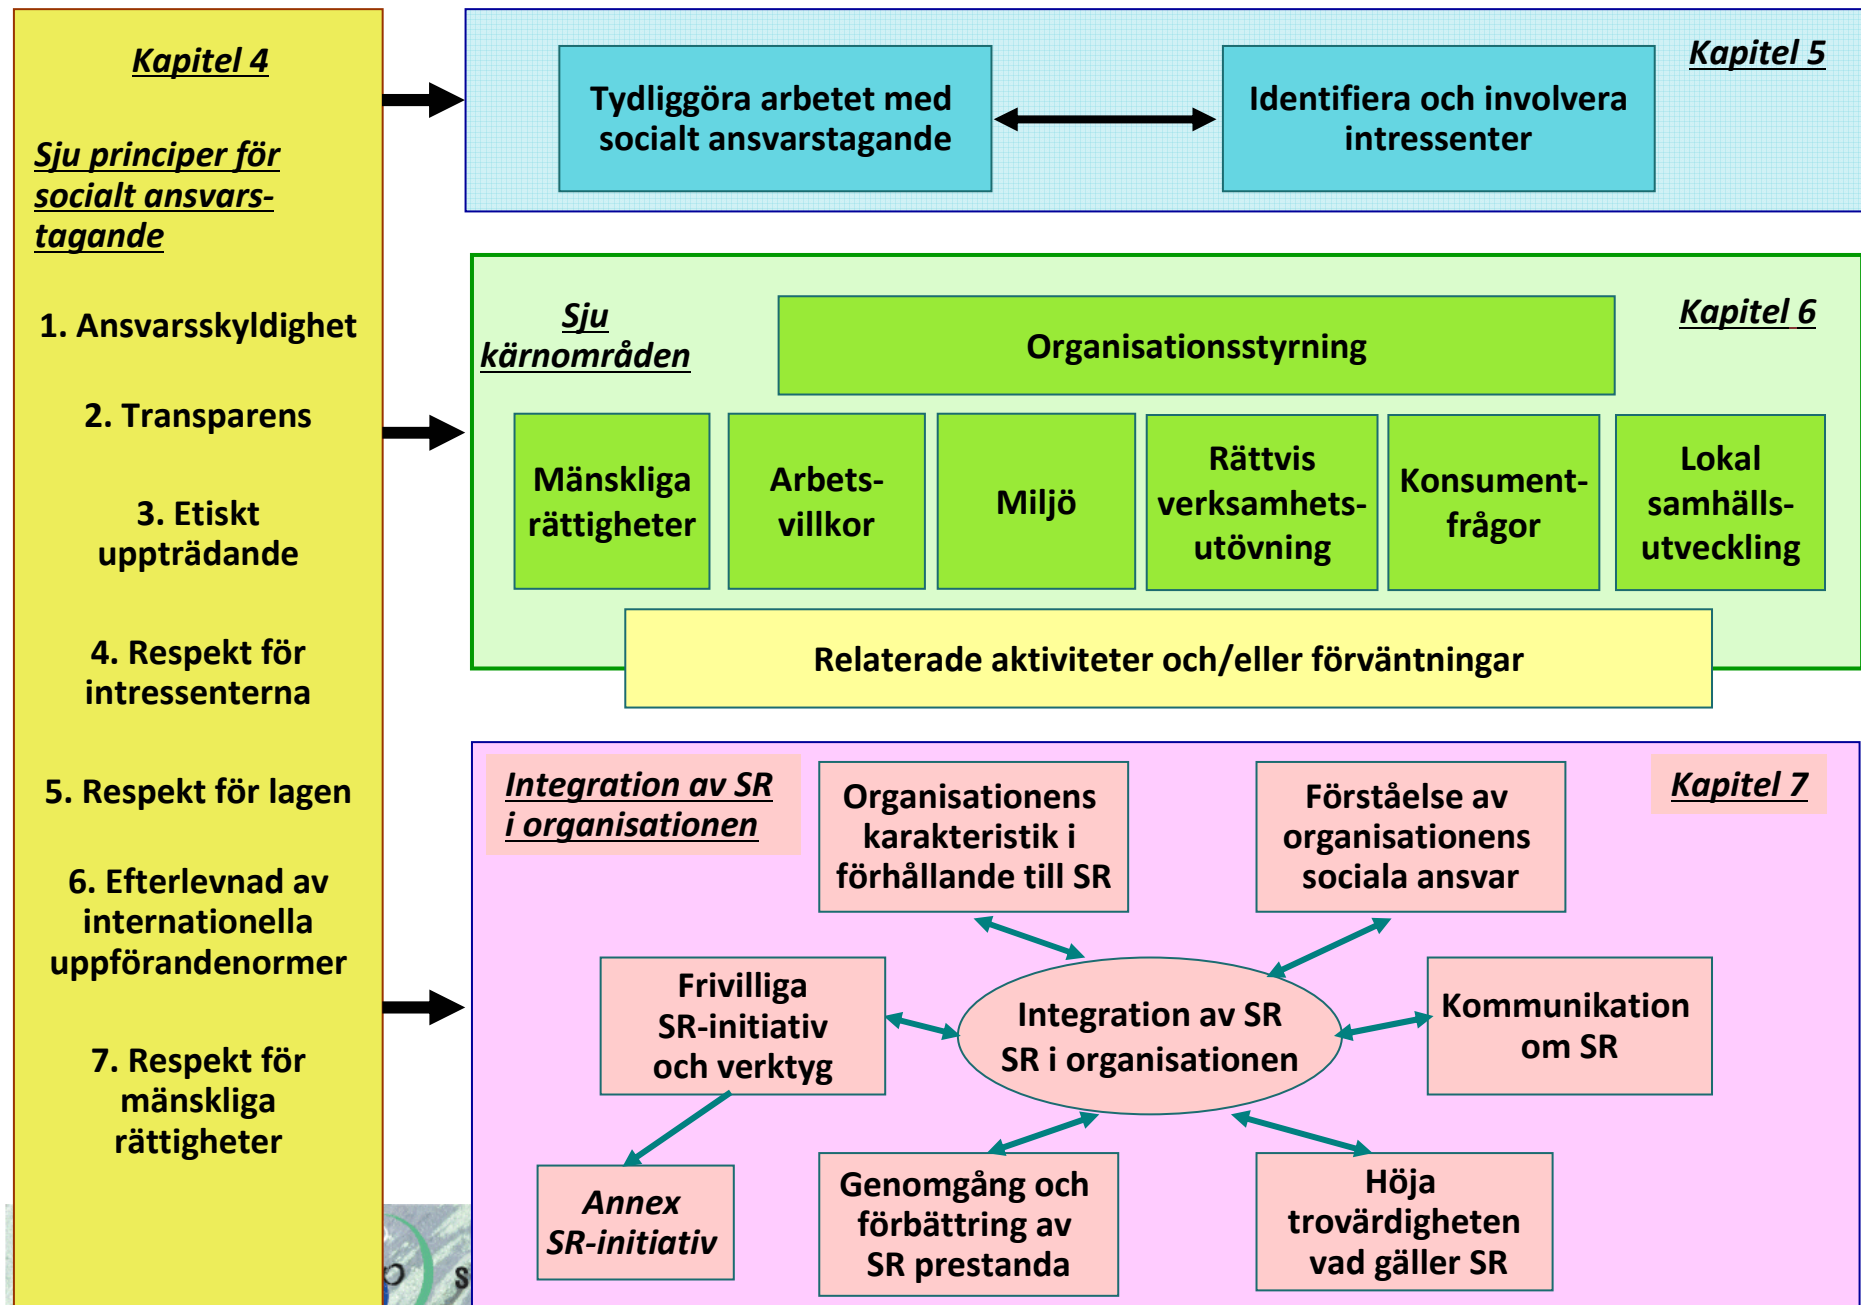 Kapitel 4
Sju principer för
socialt ansvars-
tagande
1. Ansvarsskyldighet
2. Transparens
3. Etiskt
uppträdande
4. Respekt för
intressenterna
5. Respekt för lagen
6. Efterlevnad av
internationella
uppförandenormer
7. Respekt för
mänskliga
rättigheter
Kapitel 5
Tydliggöra arbetet med
socialt ansvarstagande
Identifiera och involvera
intressenter
Sju
kärnområden
Kapitel 6
Organisationsstyrning
Mänskliga
rättigheter
Arbets-
villkor
Miljö
Rättvis
verksamhets-
utövning
Konsument-
frågor
Lokal
samhälls-
utveckling
Relaterade aktiviteter och/eller förväntningar
Integration av SR
i organisationen
Kapitel 7
Organisationens
karakteristik i
förhållande till SR
Förståelse av
organisationens
sociala ansvar
Frivilliga
SR-initiativ
och verktyg
Integration av SR
SR i organisationen
Kommunikation
om SR
Annex
SR-initiativ
Genomgång och
förbättring av
SR prestanda
Höja
trovärdigheten
vad gäller SR